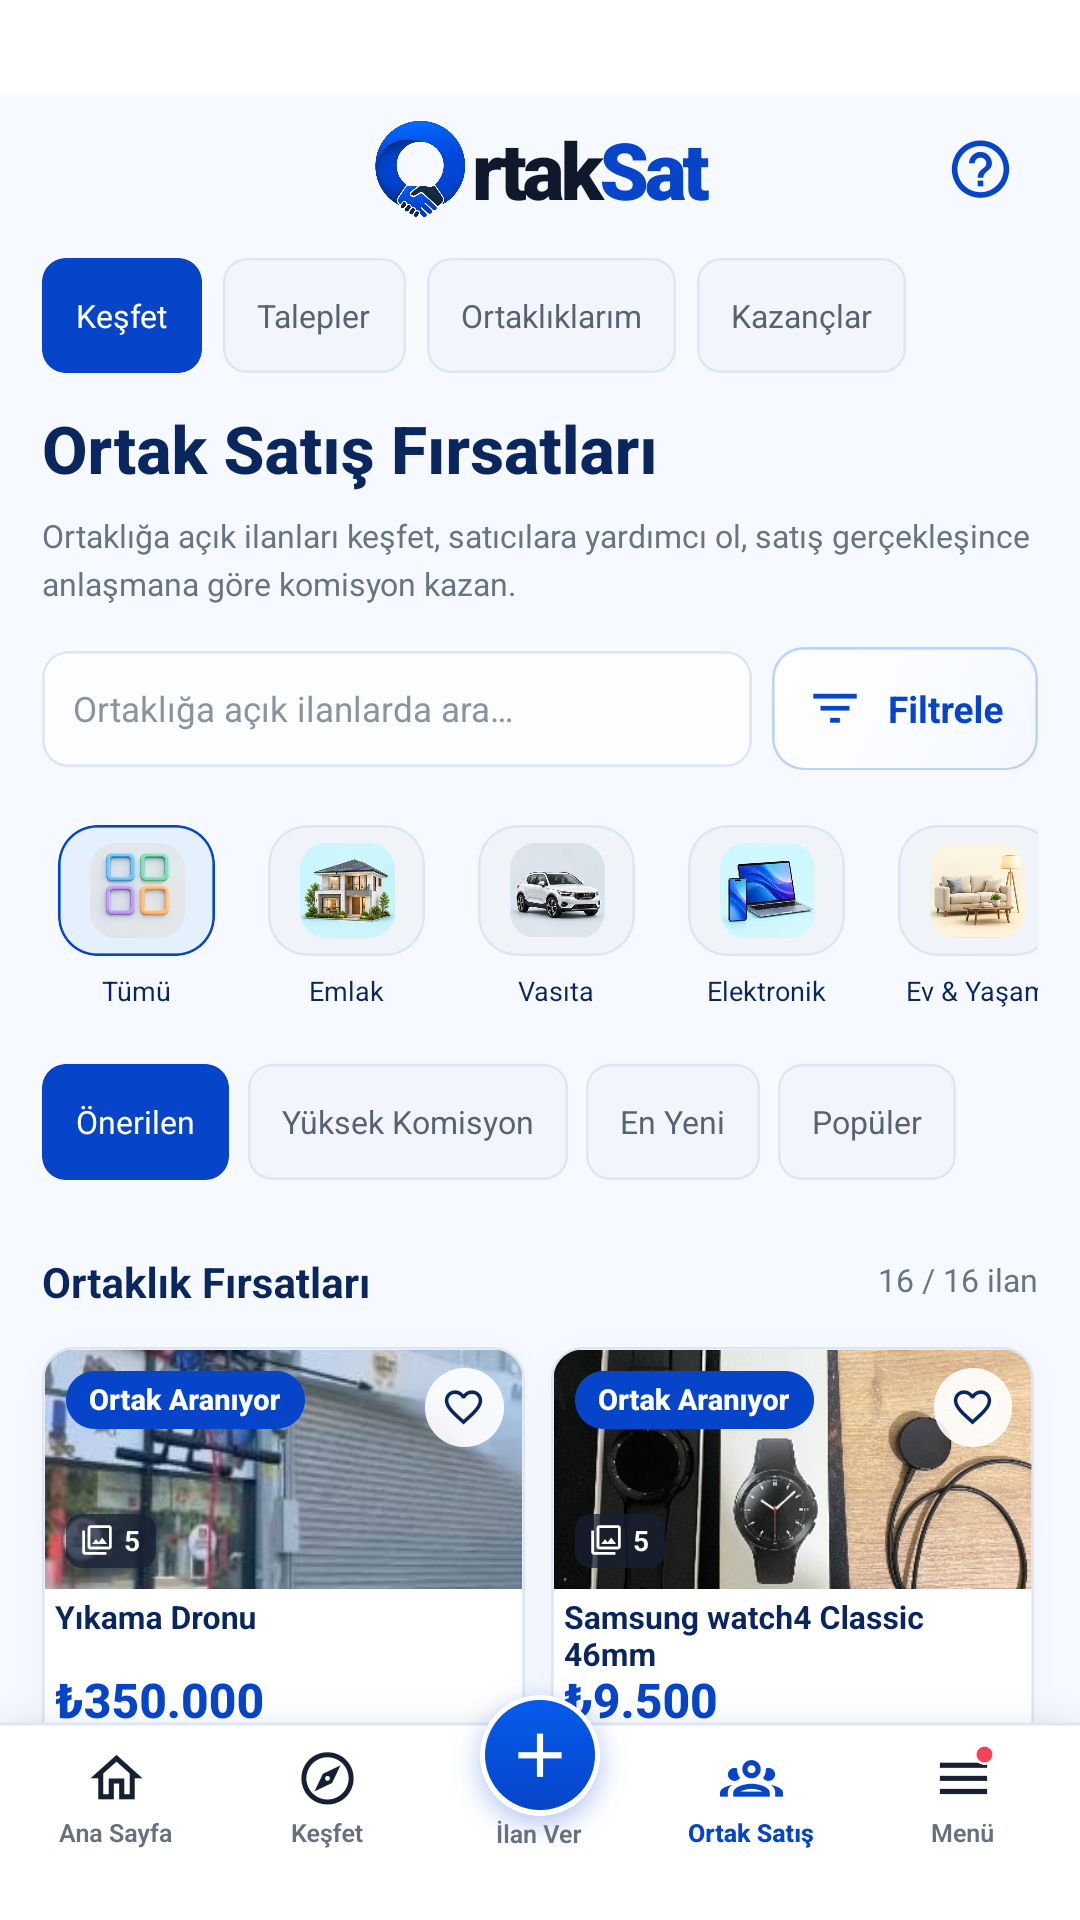 OrtakSat
Keşfet
Talepler
Ortaklıklarım
Kazançlar
Ortak Satış Fırsatları
Ortaklığa açık ilanları keşfet, satıcılara yardımcı ol, satış gerçekleşince
anlaşmana göre komisyon kazan.
Ortaklığa açık ilanlarda ara...
Filtrele
Tümü
Emlak
Vasıta
Elektronik
Ev & Yaşam
Önerilen
Yüksek Komisyon
En Yeni
Popüler
Ortaklık Fırsatları
16 / 16 ilan
Ortak Aranıyor
5
Yıkama Dronu
₺350.000
Ortak Aranıyor
5
Samsung watch4 Classic
46mm
₺9.500
Ana Sayfa
Keşfet
İlan Ver
Ortak Satış
Menü